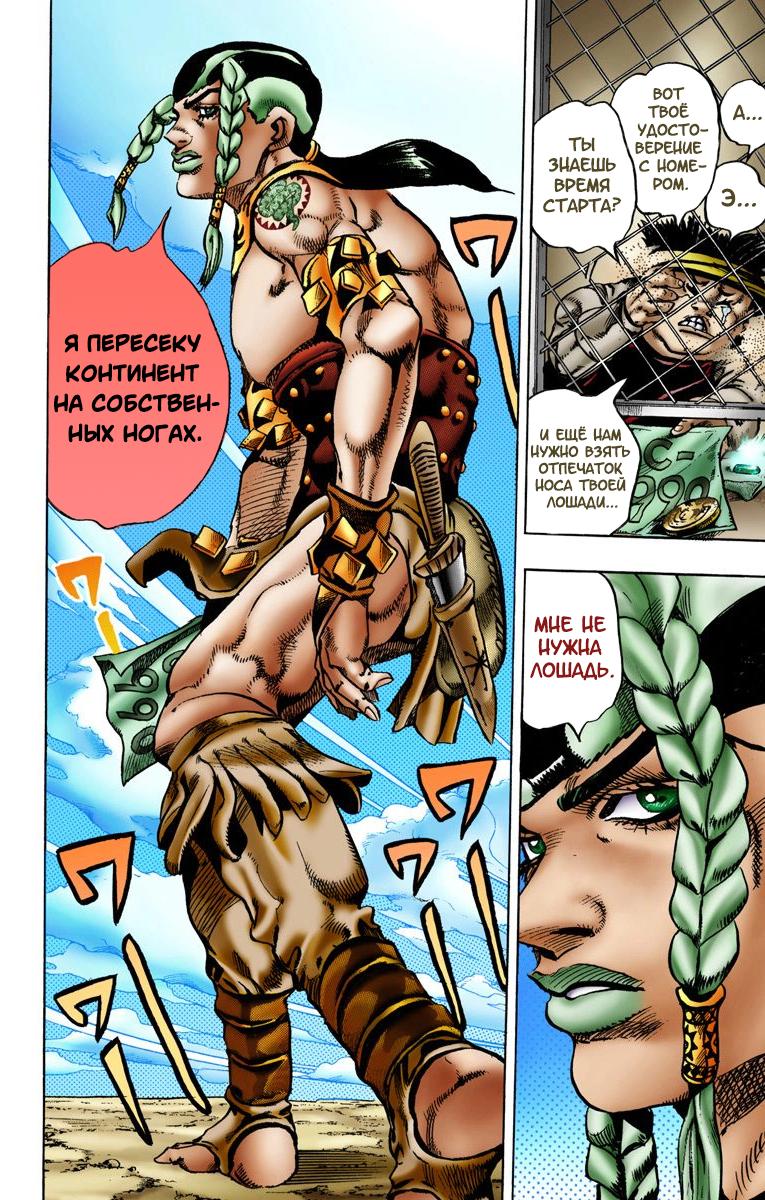 А...
Э...
ВОТ
ТВОЁ
УДОСТО-
ВЕРЕНИЕ
С НОМЕ-
РОМ.
ТЫ
ЗНАЕШЬ
ВРЕМЯ
СТАРТА?
И ЕЩЁ НАМ
НУЖНО ВЗЯТЬ
ОТПЕЧАТОК
НОСА ТВОЕЙ
ЛОШАДИ...
C-
990
МНЕ НЕ
НУЖНА
ЛОШАДЬ.
Я ПЕРЕСЕКУ
КОНТИНЕНТ
НА СОБСТВЕН-
НЫХ НОГАХ.